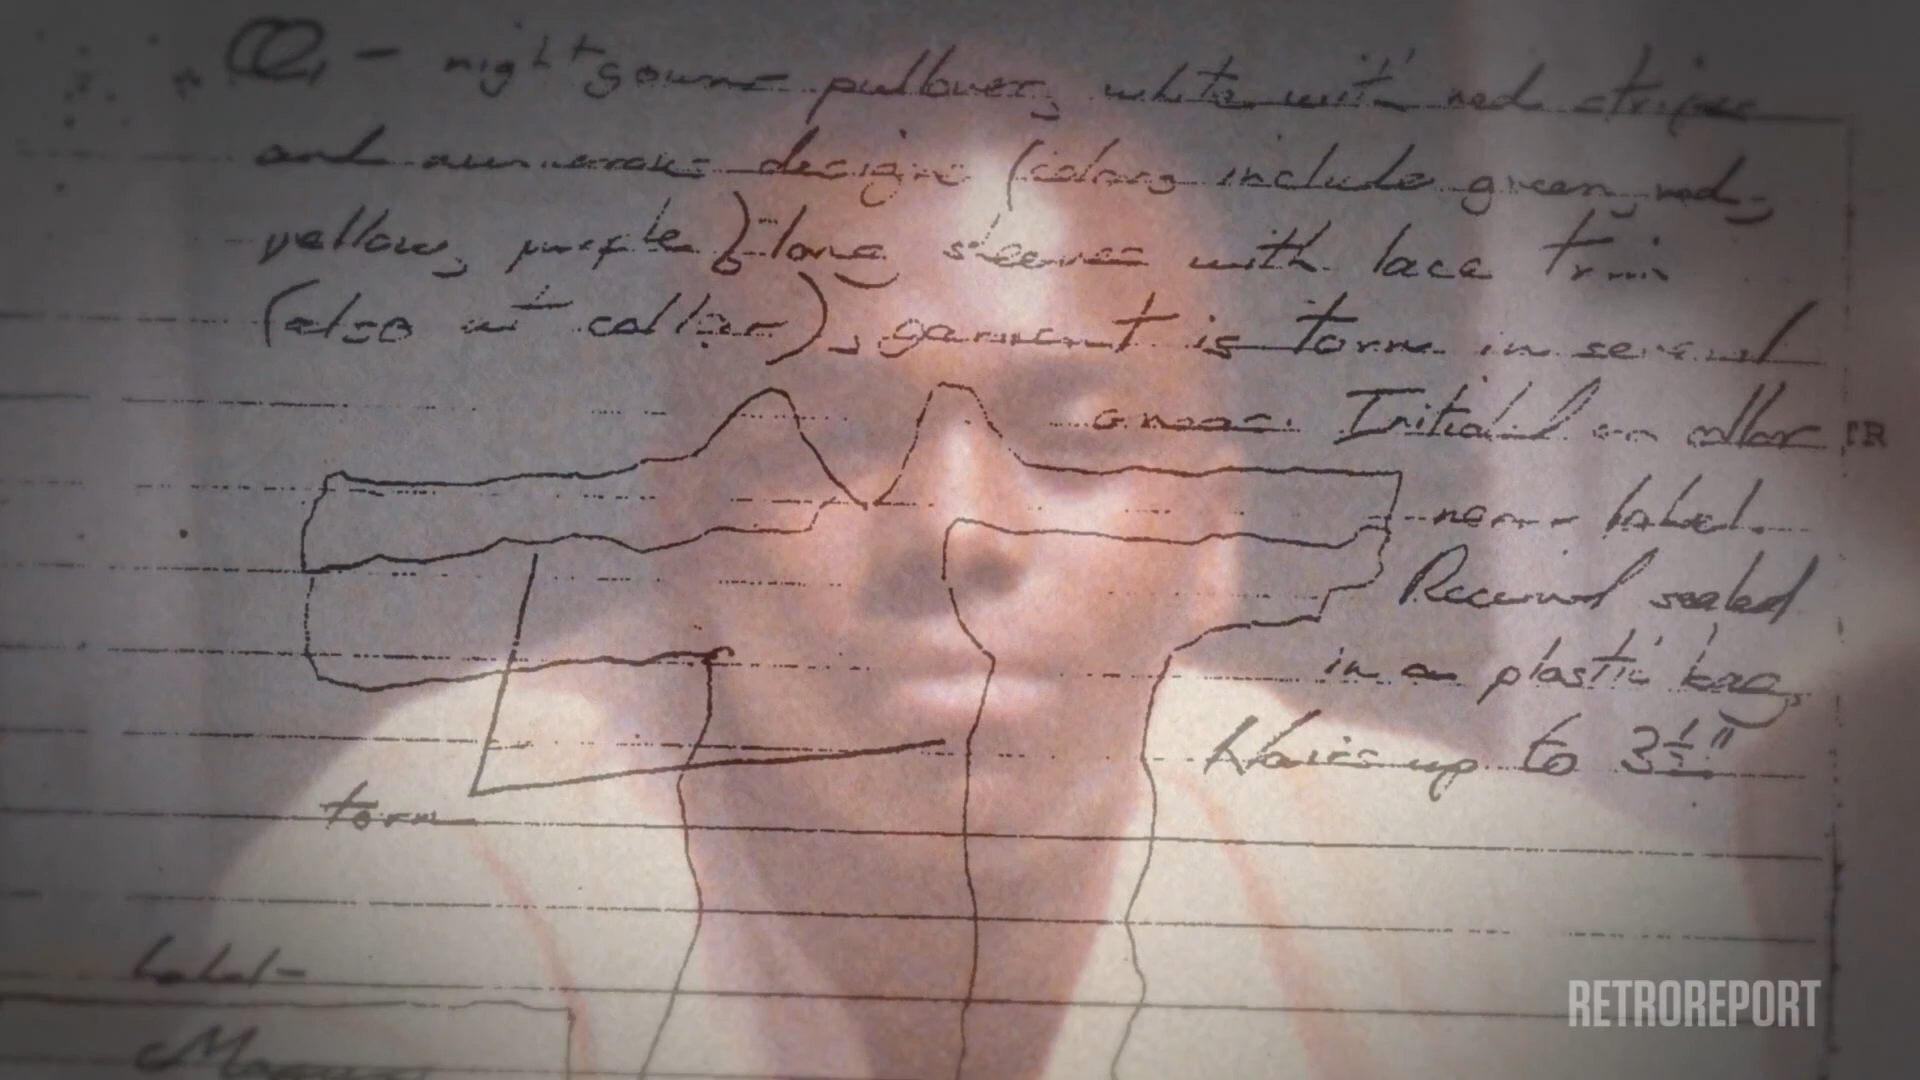 Q1 - nightgown pullover, white with red stripes
and numerous designs (colors include green, red,
yellow, purple) long sleeves with lace trim
(also at collar), garment is torn in several
areas. Initialed on collar
near label.
Received sealed
in a plastic bag.
Hairs up to 3½"
torn
label-
RETROREPORT